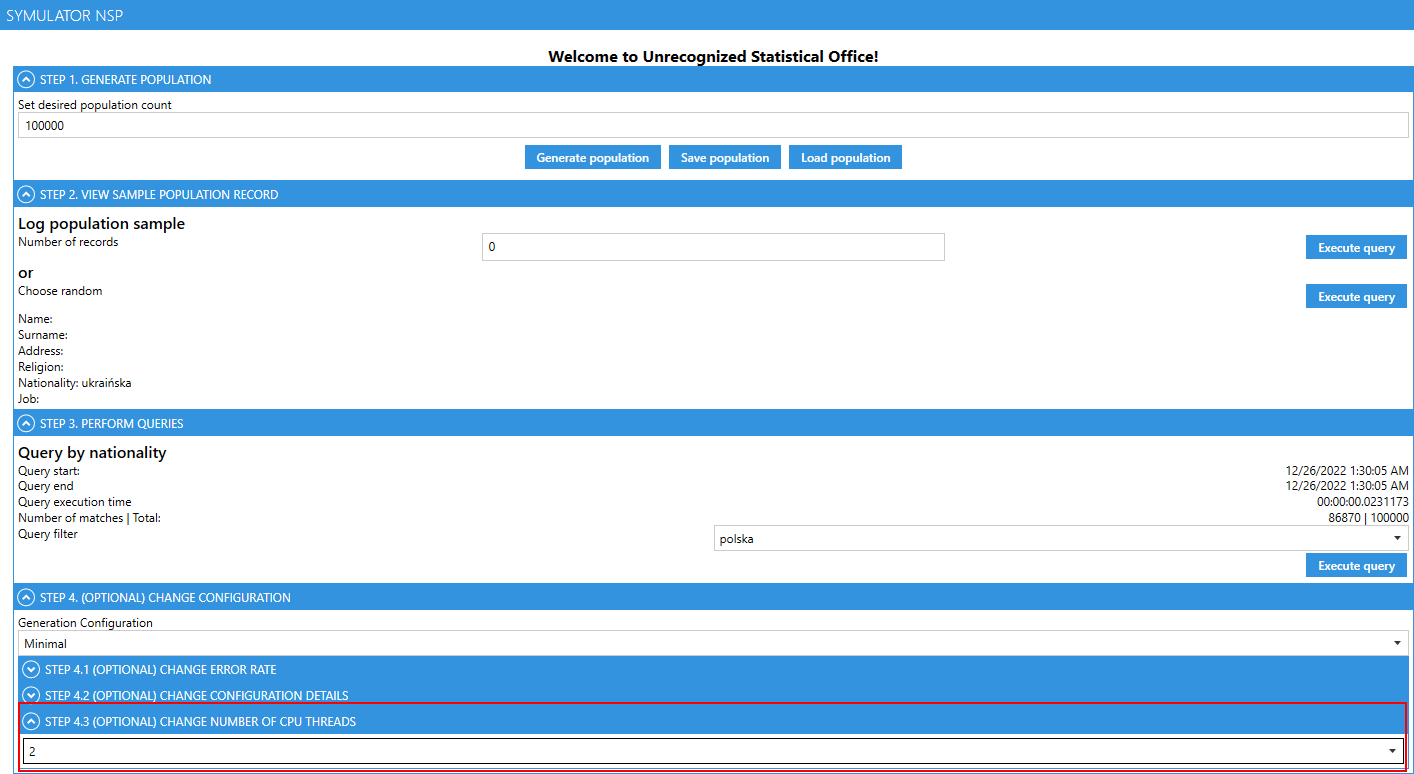 SYMULATOR NSP
Welcome to Unrecognized Statistical Office!
STEP 1. GENERATE POPULATION
Set desired population count
100000
Generate population Save population Load population
STEP 2. VIEW SAMPLE POPULATION RECORD
Log population sample
Number of records 0 Execute query
or
Choose random Execute query
Name:
Surname:
Address:
Religion:
Nationality: ukraińska
Job:
STEP 3. PERFORM QUERIES
Query by nationality
Query start: 12/26/2022 1:30:05 AM
Query end 12/26/2022 1:30:05 AM
Query execution time 00:00:00.0231173
Number of matches | Total: 86870 | 100000
Query filter polska
Execute query
STEP 4. (OPTIONAL) CHANGE CONFIGURATION
Generation Configuration
Minimal
STEP 4.1 (OPTIONAL) CHANGE ERROR RATE
STEP 4.2 (OPTIONAL) CHANGE CONFIGURATION DETAILS
STEP 4.3 (OPTIONAL) CHANGE NUMBER OF CPU THREADS
2